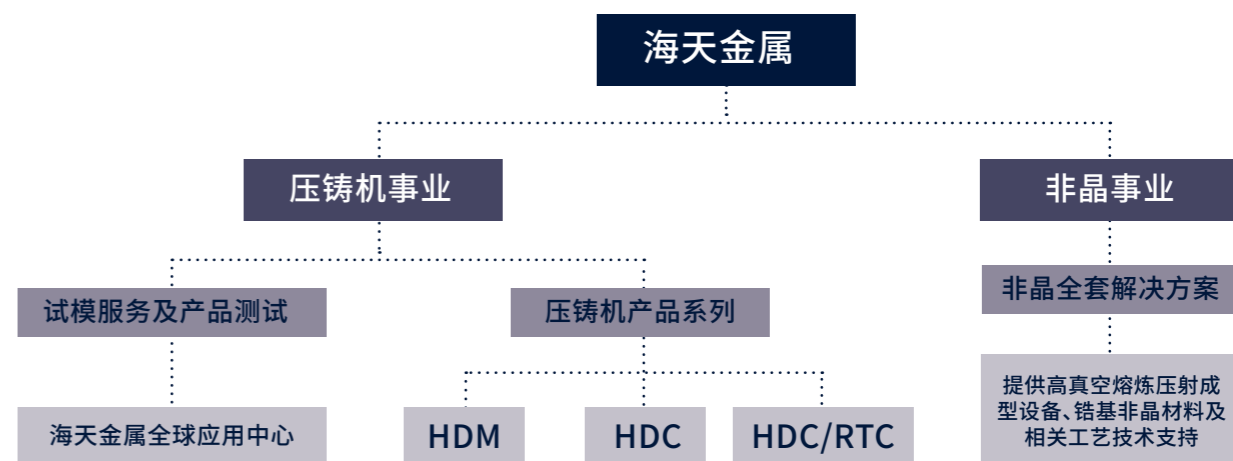 海天金属
压铸机事业
非晶事业
试模服务及产品测试
压铸机产品系列
非晶全套解决方案
海天金属全球应用中心
HDM
HDC
HDC/RTC
提供高真空熔炼压射成
型设备、锆基非晶材料及
相关工艺技术支持